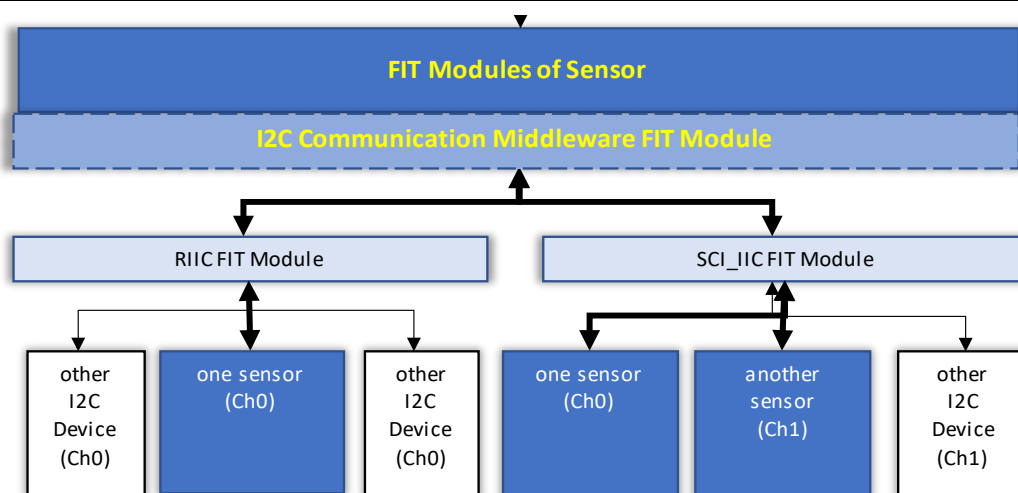 FIT Modules of Sensor
I2C Communication Middleware FIT Module
RIIC FIT Module
SCI_IIC FIT Module
other
I2C
Device
(Ch0)
one sensor
(Ch0)
other
I2C
Device
(Ch0)
one sensor
(Ch0)
another
sensor
(Ch1)
other
I2C
Device
(Ch1)